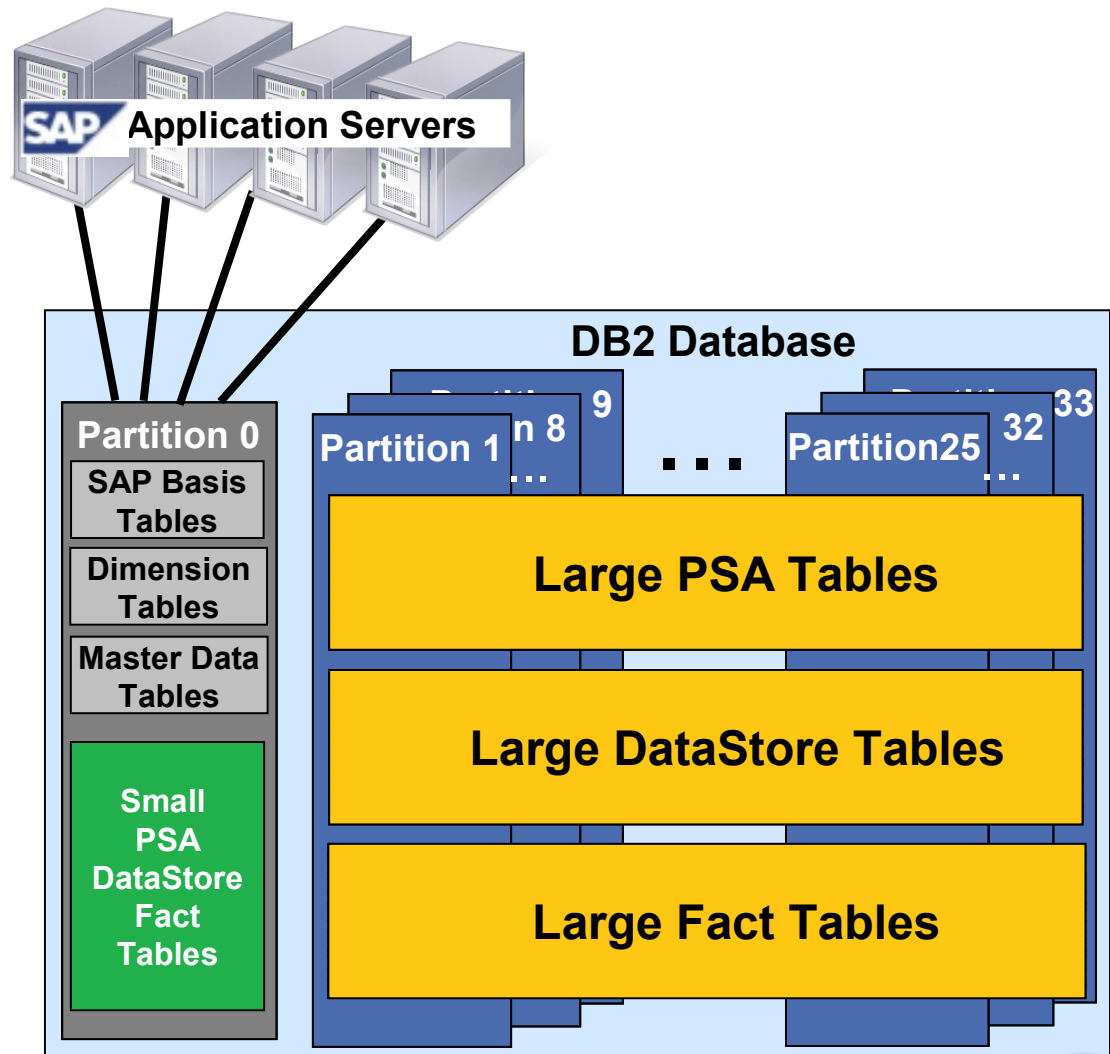 SAP Application Servers
DB2 Database
Partition 0
SAP Basis
Tables
Dimension
Tables
Master Data
Tables
Small
PSA
DataStore
Fact
Tables
9
n 8
Partition 1
...
...
33
32
Partition25
...
Large PSA Tables
Large DataStore Tables
Large Fact Tables